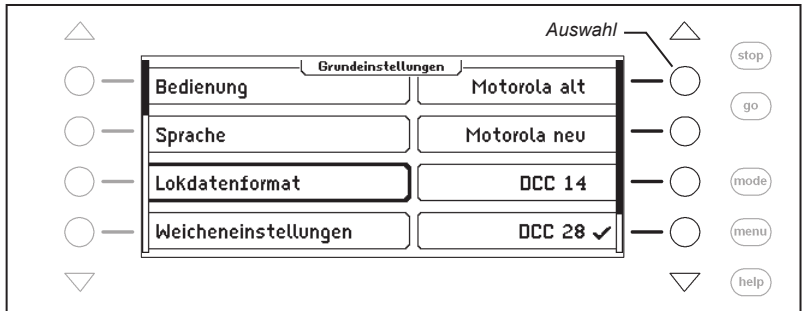 Auswahl
stop
Grundeinstellungen
Bedienung
Motorola alt
go
Sprache
Motorola neu
Lokdatenformat
DCC 14
mode
Weicheneinstellungen
DCC 28 ✓
menu
help